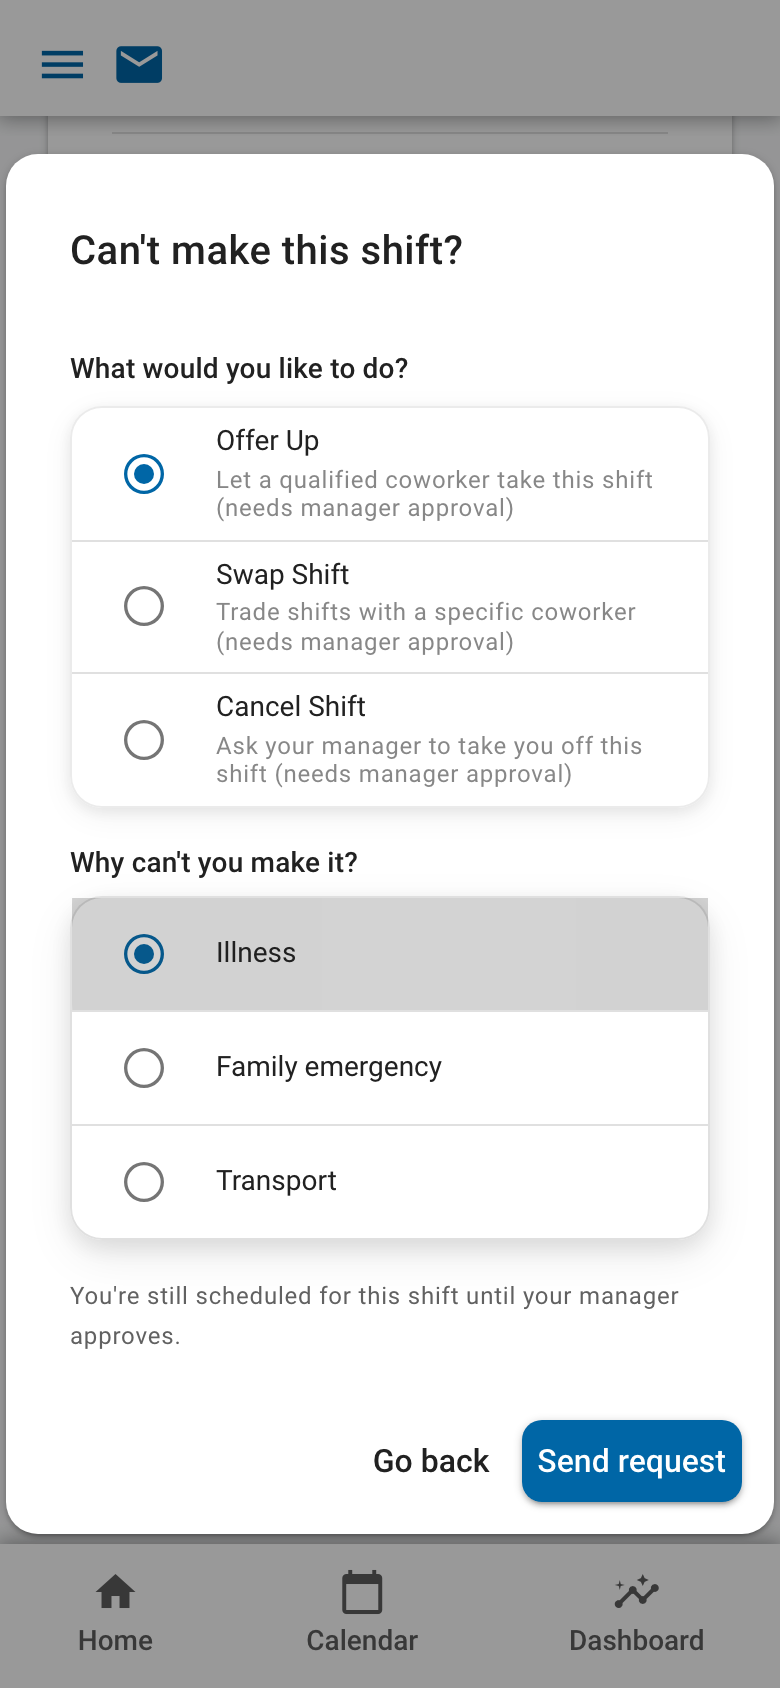 Can't make this shift?
What would you like to do?
Offer Up
Let a qualified coworker take this shift
(needs manager approval)
Swap Shift
Trade shifts with a specific coworker
(needs manager approval)
Cancel Shift
Ask your manager to take you off this
shift (needs manager approval)
Why can't you make it?
Illness
Family emergency
Transport
You're still scheduled for this shift until your manager
approves.
Go back
Send request
Home
Calendar
Dashboard